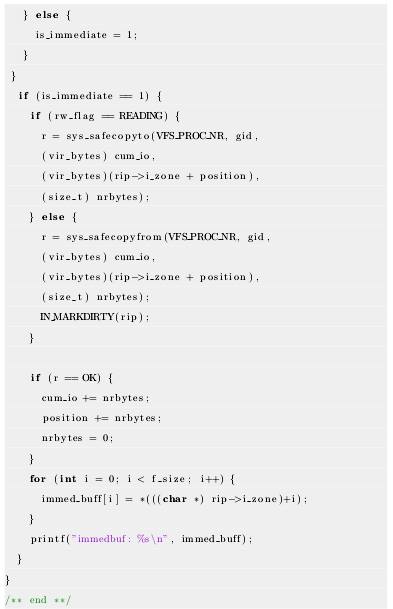 } else {
is_immediate = 1;
}
}
if (is_immediate == 1) {
if (rw_flag == READING) {
r = sys_safecopyto(VFS_PROC_NR, gid,
(vir_bytes) cum_io,
(vir_bytes)(rip->i_zone + position),
(size_t) nrbytes);
} else {
r = sys_safecopyfrom(VFS_PROC_NR, gid,
(vir_bytes) cum_io,
(vir_bytes)(rip->i_zone + position),
(size_t) nrbytes);
IN_MARKDIRTY(rip);
}
if (r == OK) {
cum_io += nrbytes;
position += nrbytes;
nrbytes = 0;
}
for (int i = 0; i < f_size; i++) {
immed_buff[i] = *(((char *) rip->i_zone)+i);
}
printf("immedbuf: %s\n", immed_buff);
}
}
/** end **/